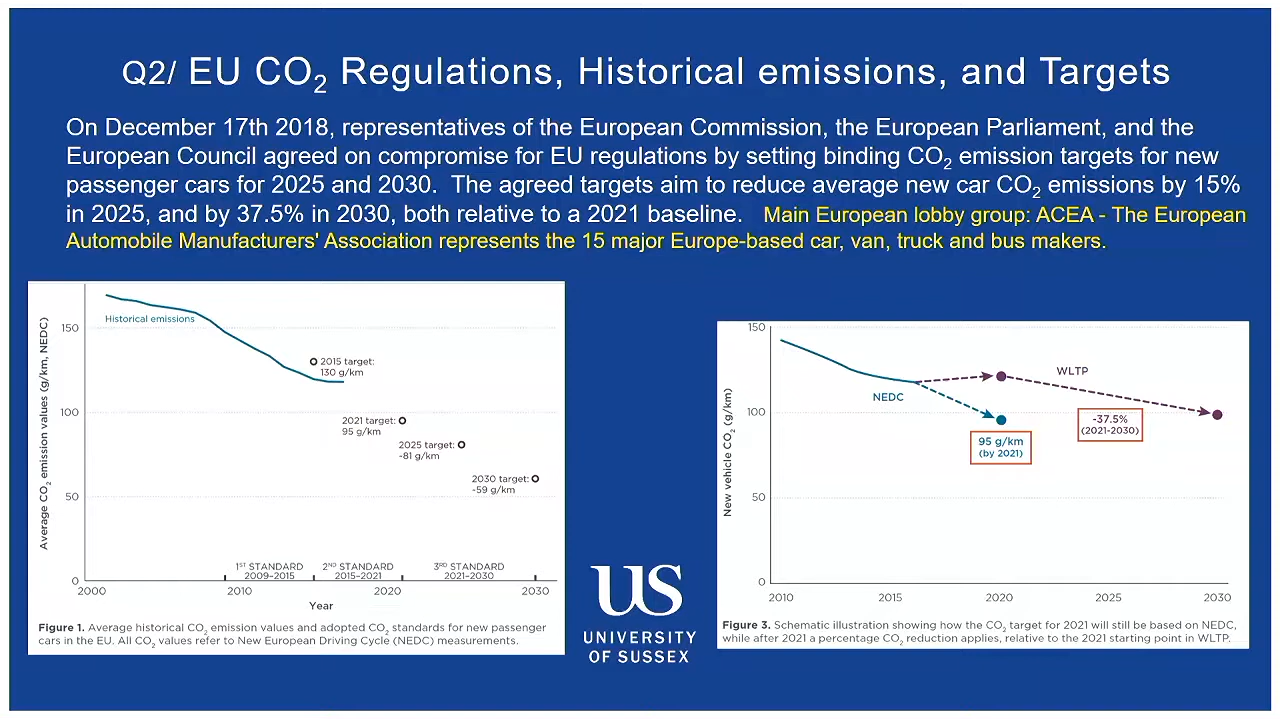 Q2/ EU CO2 Regulations, Historical emissions, and Targets
On December 17th 2018, representatives of the European Commission, the European Parliament, and the
European Council agreed on compromise for EU regulations by setting binding CO2 emission targets for new
passenger cars for 2025 and 2030. The agreed targets aim to reduce average new car CO2 emissions by 15%
in 2025, and by 37.5% in 2030, both relative to a 2021 baseline. Main European lobby group: ACEA - The European
Automobile Manufacturers' Association represents the 15 major Europe-based car, van, truck and bus makers.
Average CO2 emission values (g/km, NEDC)
150
100
50
0
Historical emissions
2015 target:
130 g/km
2021 target:
95 g/km
2025 target:
~81 g/km
2030 target:
~59 g/km
1ST STANDARD
2009–2015
2ND STANDARD
2015–2021
3RD STANDARD
2021–2030
2000 2010 2020 2030
Year
Figure 1. Average historical CO2 emission values and adopted CO2 standards for new passenger
cars in the EU. All CO2 values refer to New European Driving Cycle (NEDC) measurements.
US
UNIVERSITY
OF SUSSEX
New vehicle CO2 (g/km)
150
100
50
0
NEDC
WLTP
95 g/km
(by 2021)
-37.5%
(2021-2030)
2010 2015 2020 2025 2030
Figure 3. Schematic illustration showing how the CO2 target for 2021 will still be based on NEDC,
while after 2021 a percentage CO2 reduction applies, relative to the 2021 starting point in WLTP.